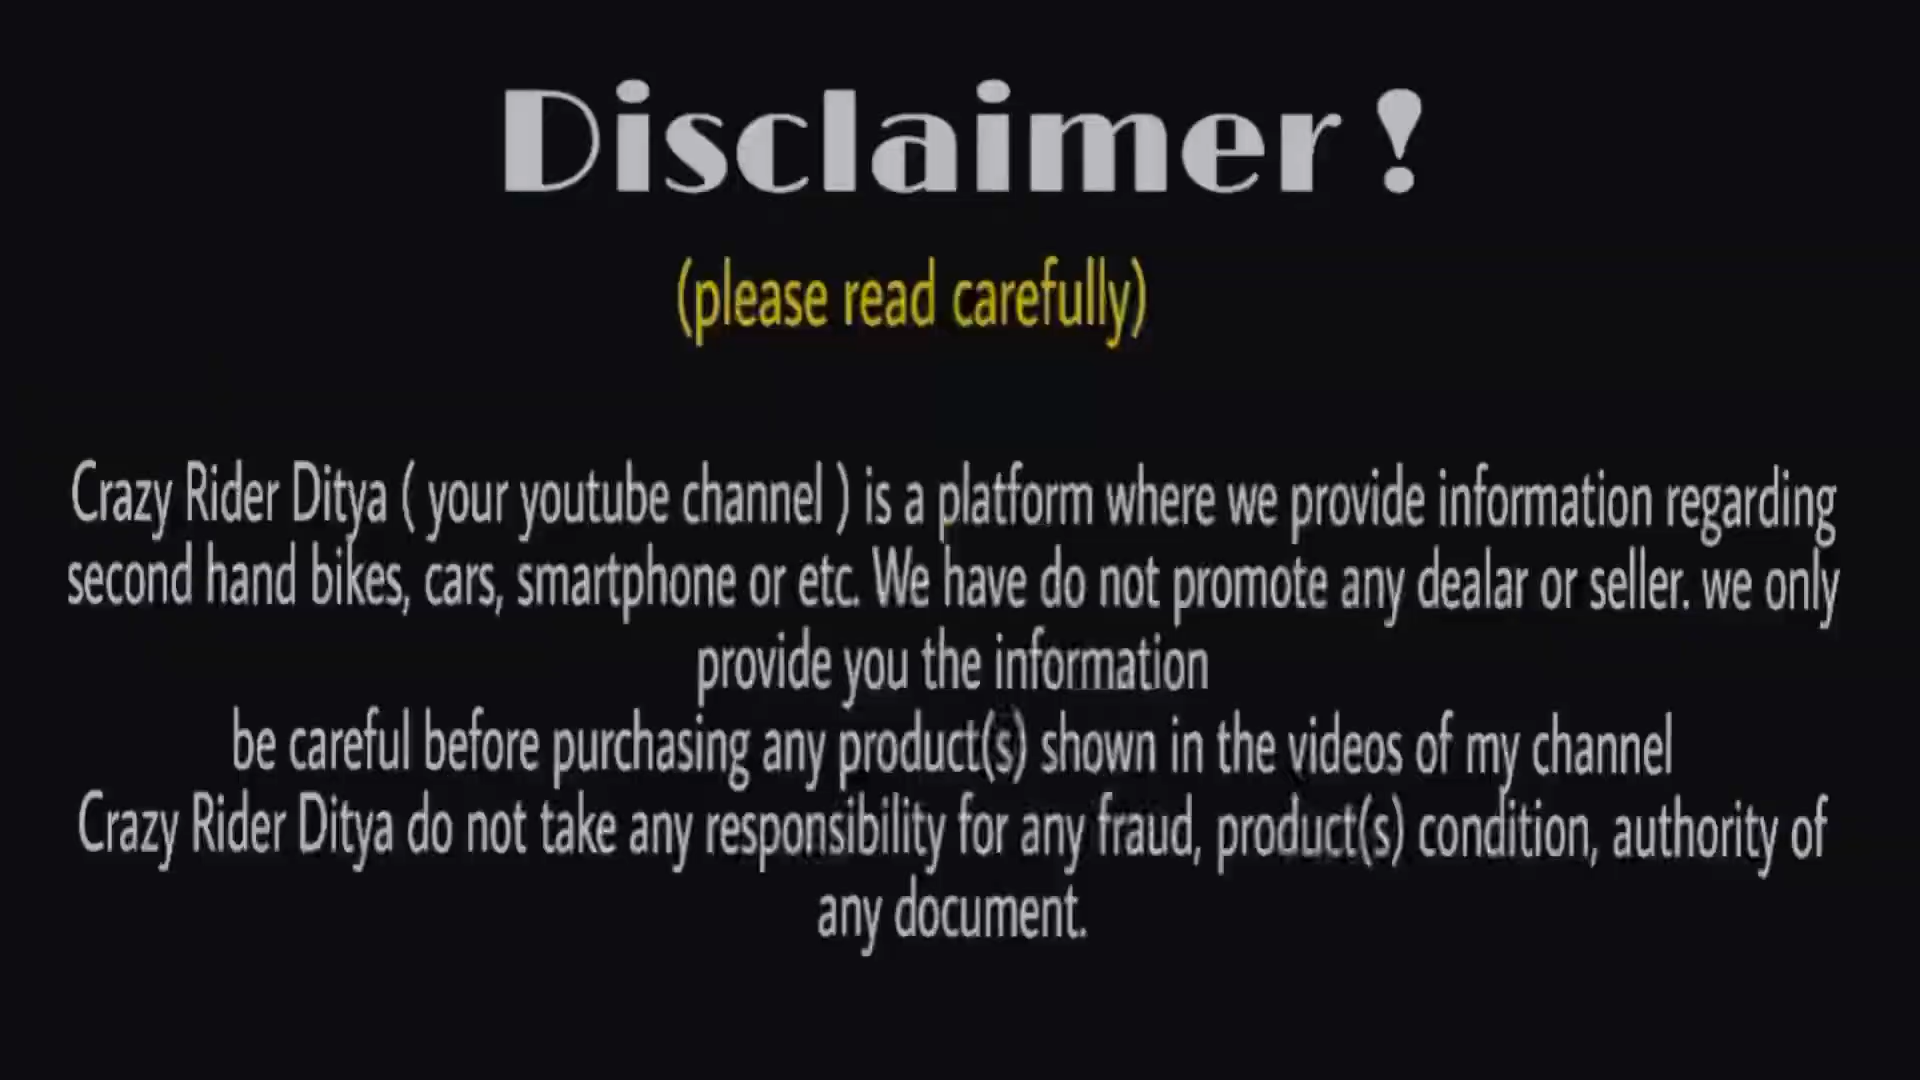 Disclaimer !
(please read carefully)
Crazy Rider Ditya ( your youtube channel ) is a platform where we provide information regarding
second hand bikes, cars, smartphone or etc. We have do not promote any dealar or seller. we only
provide you the information
be careful before purchasing any product(s) shown in the videos of my channel
Crazy Rider Ditya do not take any responsibility for any fraud, product(s) condition, authority of
any document.